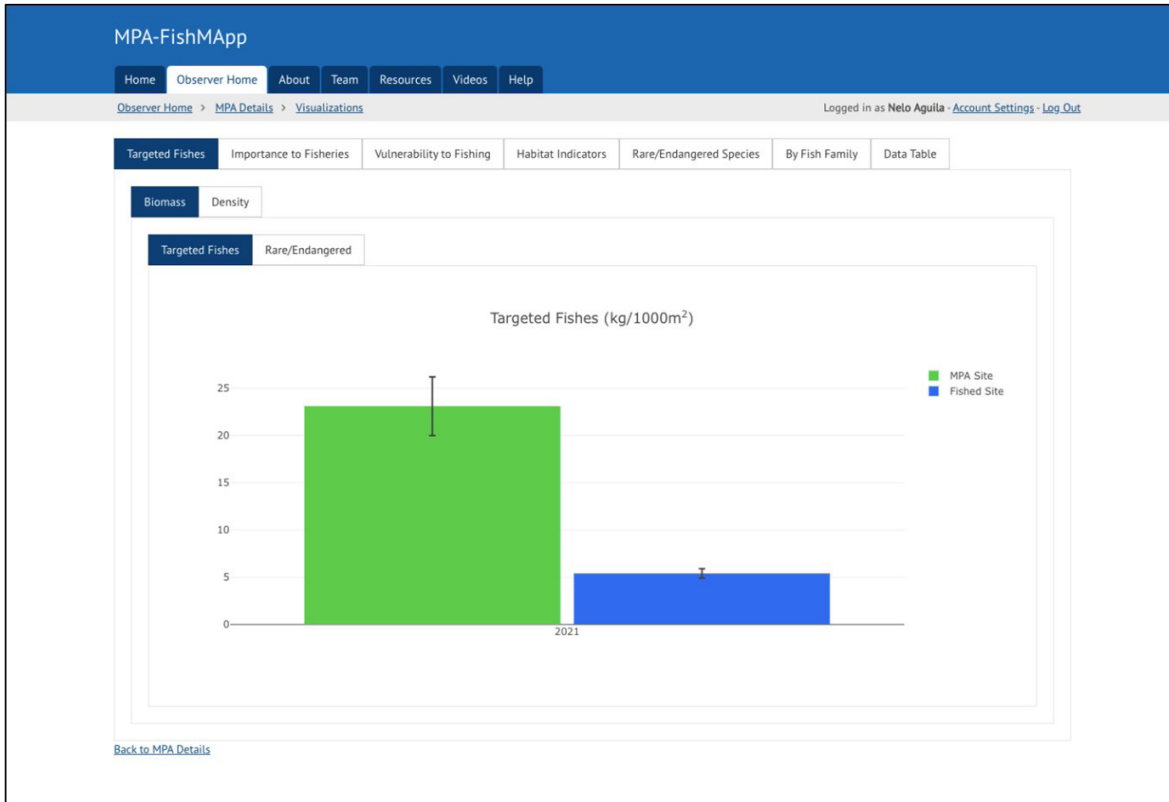 MPA-FishMApp
Home Observer Home About Team Resources Videos Help
Observer Home > MPA Details > Visualizations Logged in as Nelo Aguila - Account Settings - Log Out
Targeted Fishes Importance to Fisheries Vulnerability to Fishing Habitat Indicators Rare/Endangered Species By Fish Family Data Table
Biomass Density
Targeted Fishes Rare/Endangered
Targeted Fishes (kg/1000m²)
MPA Site
Fished Site
25
20
15
10
5
0
2021
Back to MPA Details